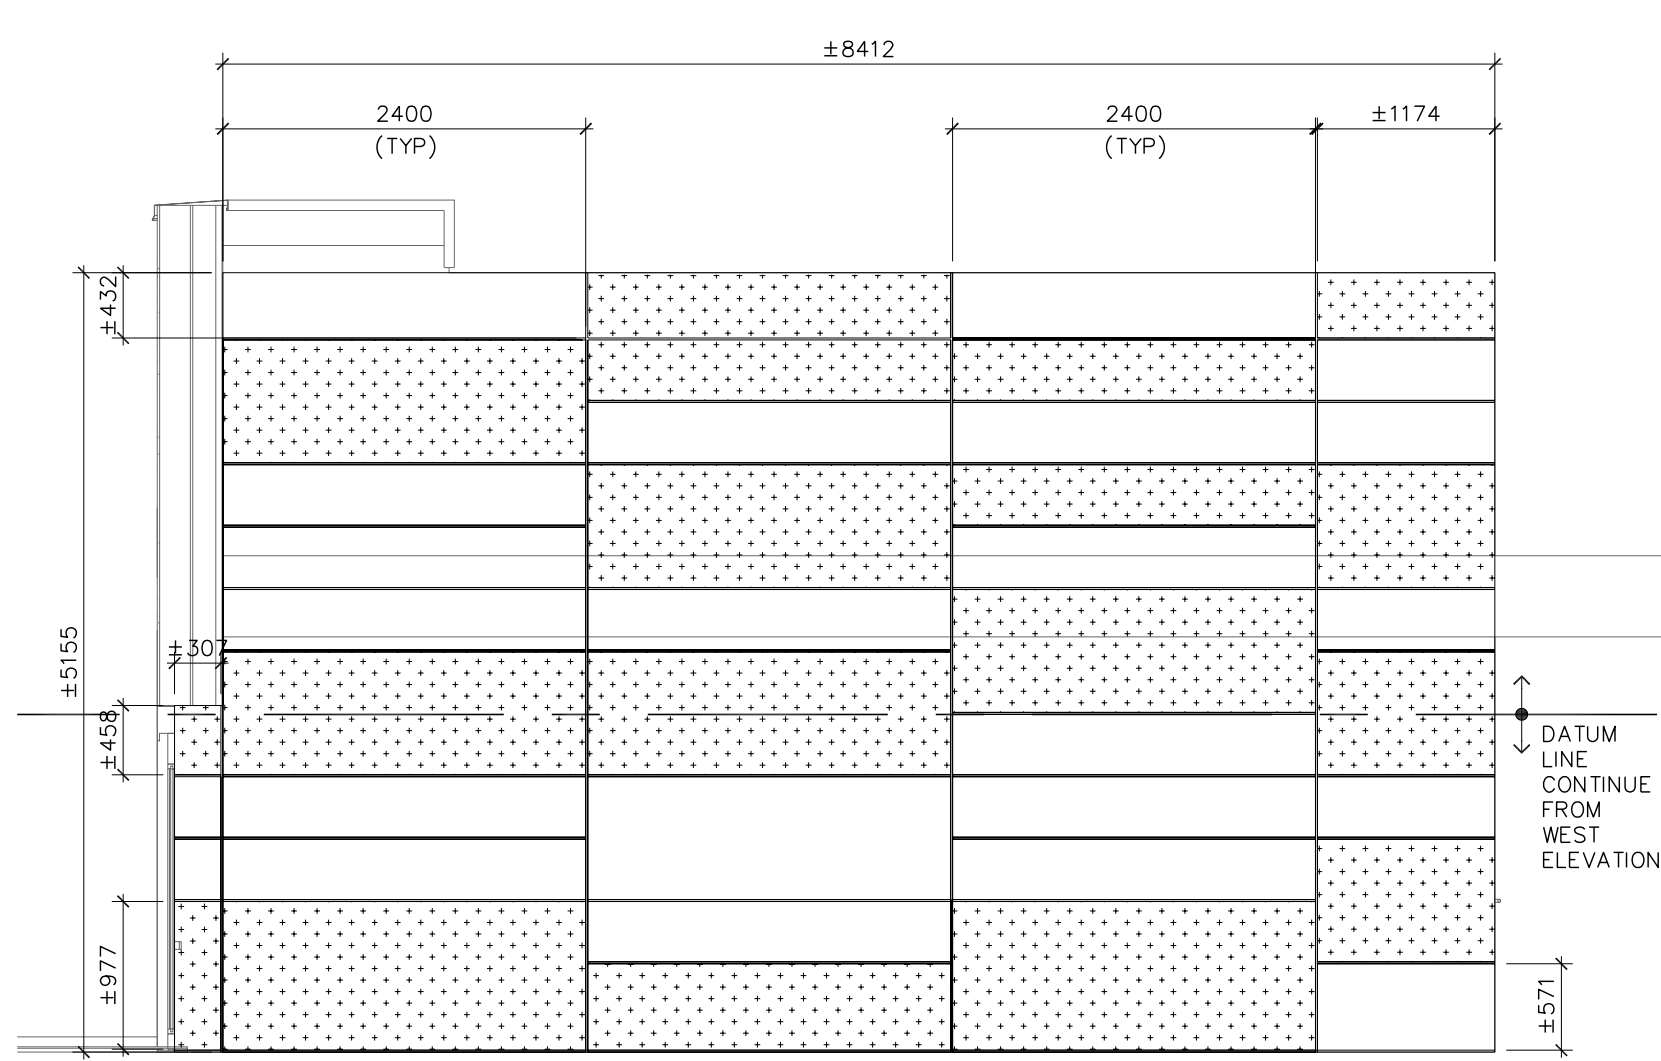 ±8412
2400
(TYP)
2400
(TYP)
±1174
±432
±5155
±307
±458
DATUM
LINE
CONTINUE
FROM
WEST
ELEVATION
±977
±571